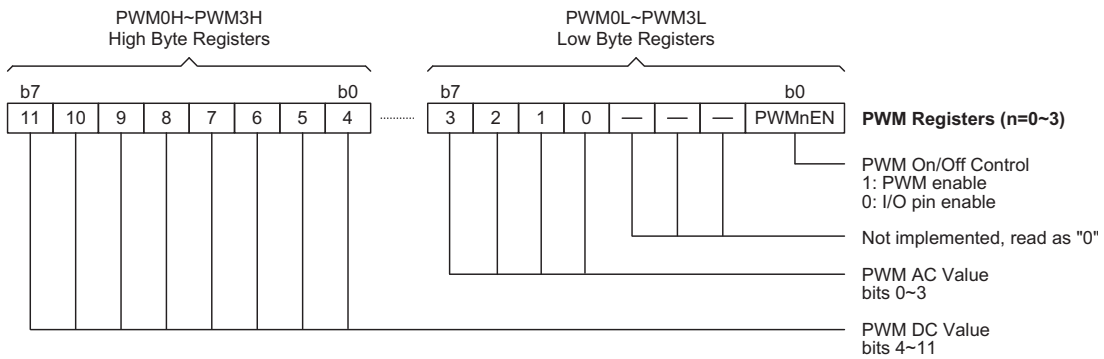 PWM0H~PWM3H
High Byte Registers
PWM0L~PWM3L
Low Byte Registers
b7 b0 b7 b0
11 10 9 8 7 6 5 4 3 2 1 0 — — — PWMnEN PWM Registers (n=0~3)
PWM On/Off Control
1: PWM enable
0: I/O pin enable
Not implemented, read as "0"
PWM AC Value
bits 0~3
PWM DC Value
bits 4~11